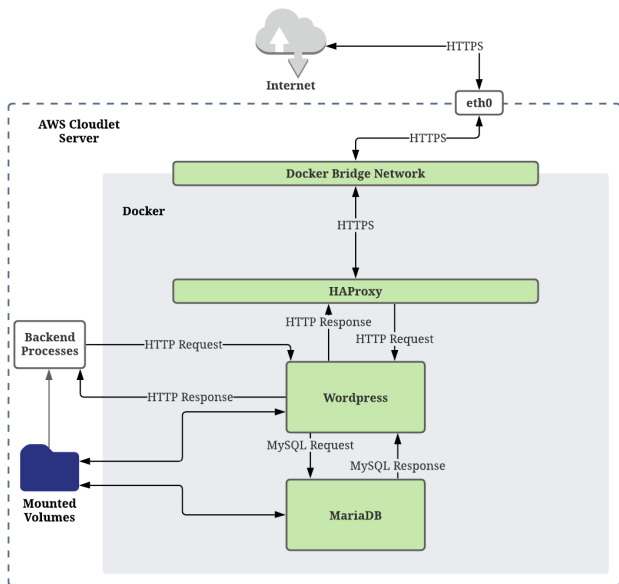 HTTPS
Internet
eth0
AWS Cloudlet
Server
HTTPS
Docker Bridge Network
Docker
HTTPS
HAProxy
HTTP Response
HTTP Request
Backend
Processes
HTTP Request
Wordpress
HTTP Response
MySQL Request
MySQL Response
Mounted
Volumes
MariaDB